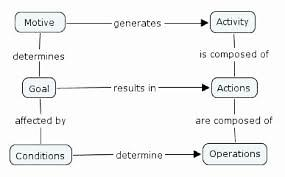 Motive generates Activity
determines is composed of
Goal results in Actions
affected by are composed of
Conditions determine Operations